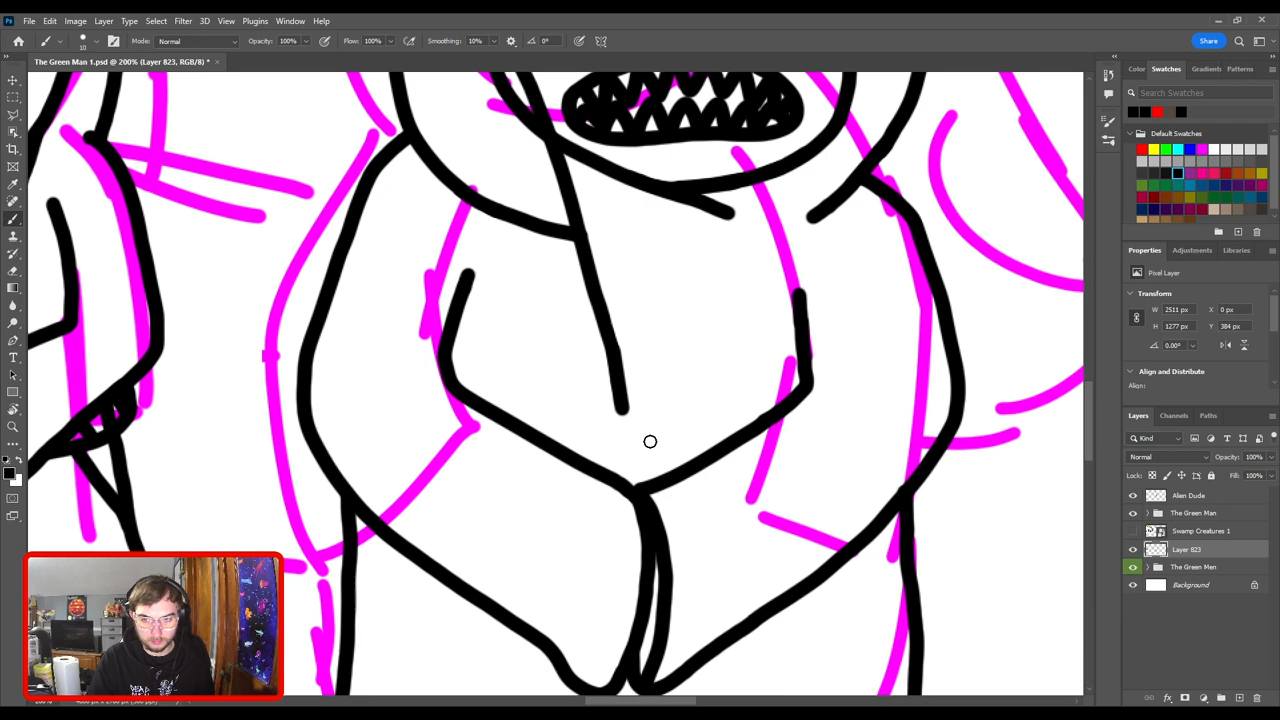 Ps File Edit Image Layer Type Select Filter 3D View Plugins Window Help
10 Mode: Normal Opacity: 100% Flow: 100% Smoothing: 10% 0° Share
The Green Man 1.psd @ 200% (Layer 823, RGB/8) * ×
Color Swatches Gradients Patterns
Search Swatches
Default Swatches
Properties Adjustments Libraries
Pixel Layer
Transform
W 2511 px X 0 px
H 1277 px Y 384 px
0.00°
Align and Distribute
Align:
Layers Channels Paths
Kind
Normal Opacity: 100%
Lock: Fill: 100%
Alien Dude
The Green Man
Swamp Creatures 1
Layer 823
The Green Men
Background